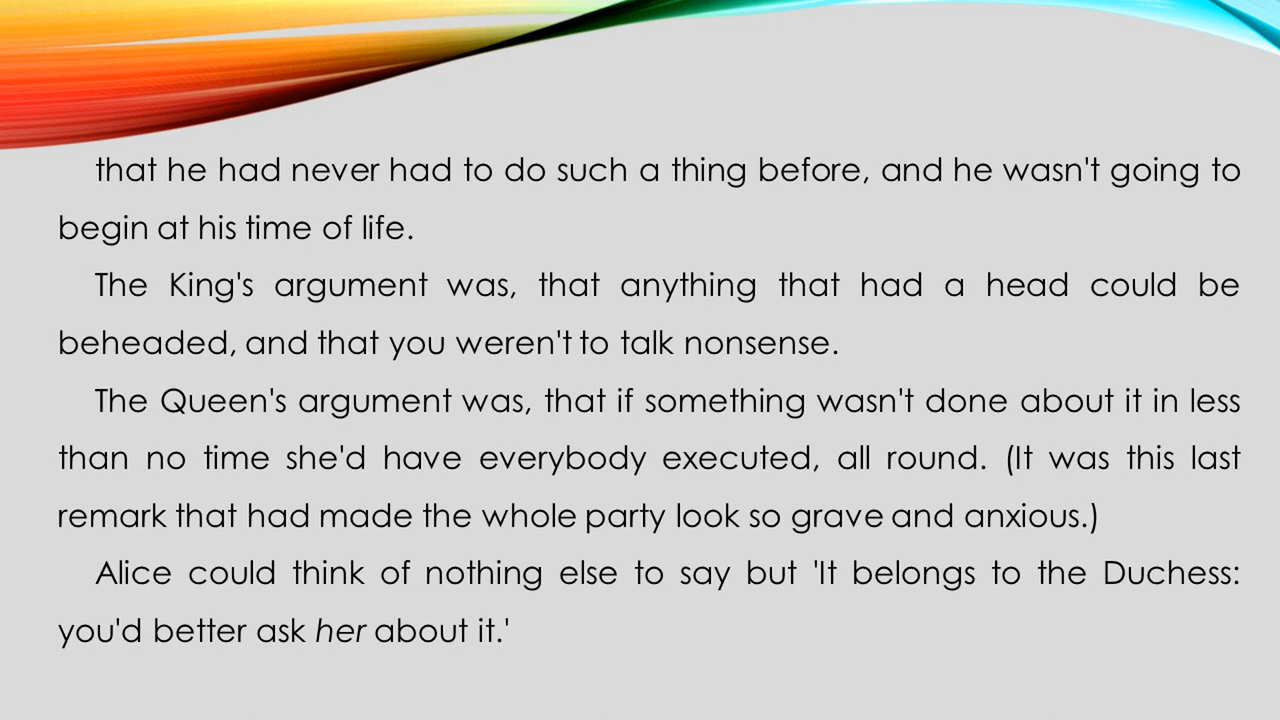 that he had never had to do such a thing before, and he wasn't going to
begin at his time of life.
The King's argument was, that anything that had a head could be
beheaded, and that you weren't to talk nonsense.
The Queen's argument was, that if something wasn't done about it in less
than no time she'd have everybody executed, all round. (It was this last
remark that had made the whole party look so grave and anxious.)
Alice could think of nothing else to say but 'It belongs to the Duchess:
you'd better ask her about it.'